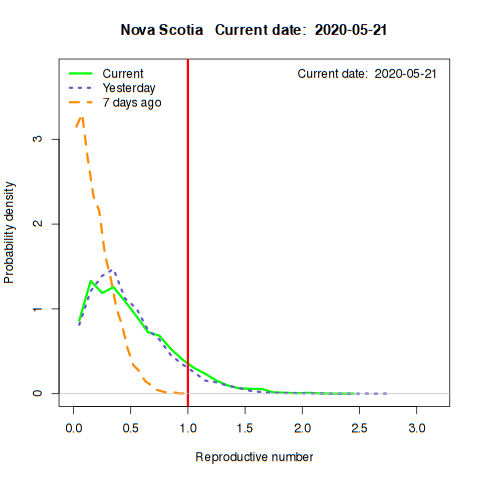 Nova Scotia   Current date:  2020-05-21
Current
Yesterday
7 days ago
Current date:  2020-05-21
Probability density
3
2
1
0
0.0 0.5 1.0 1.5 2.0 2.5 3.0
Reproductive number